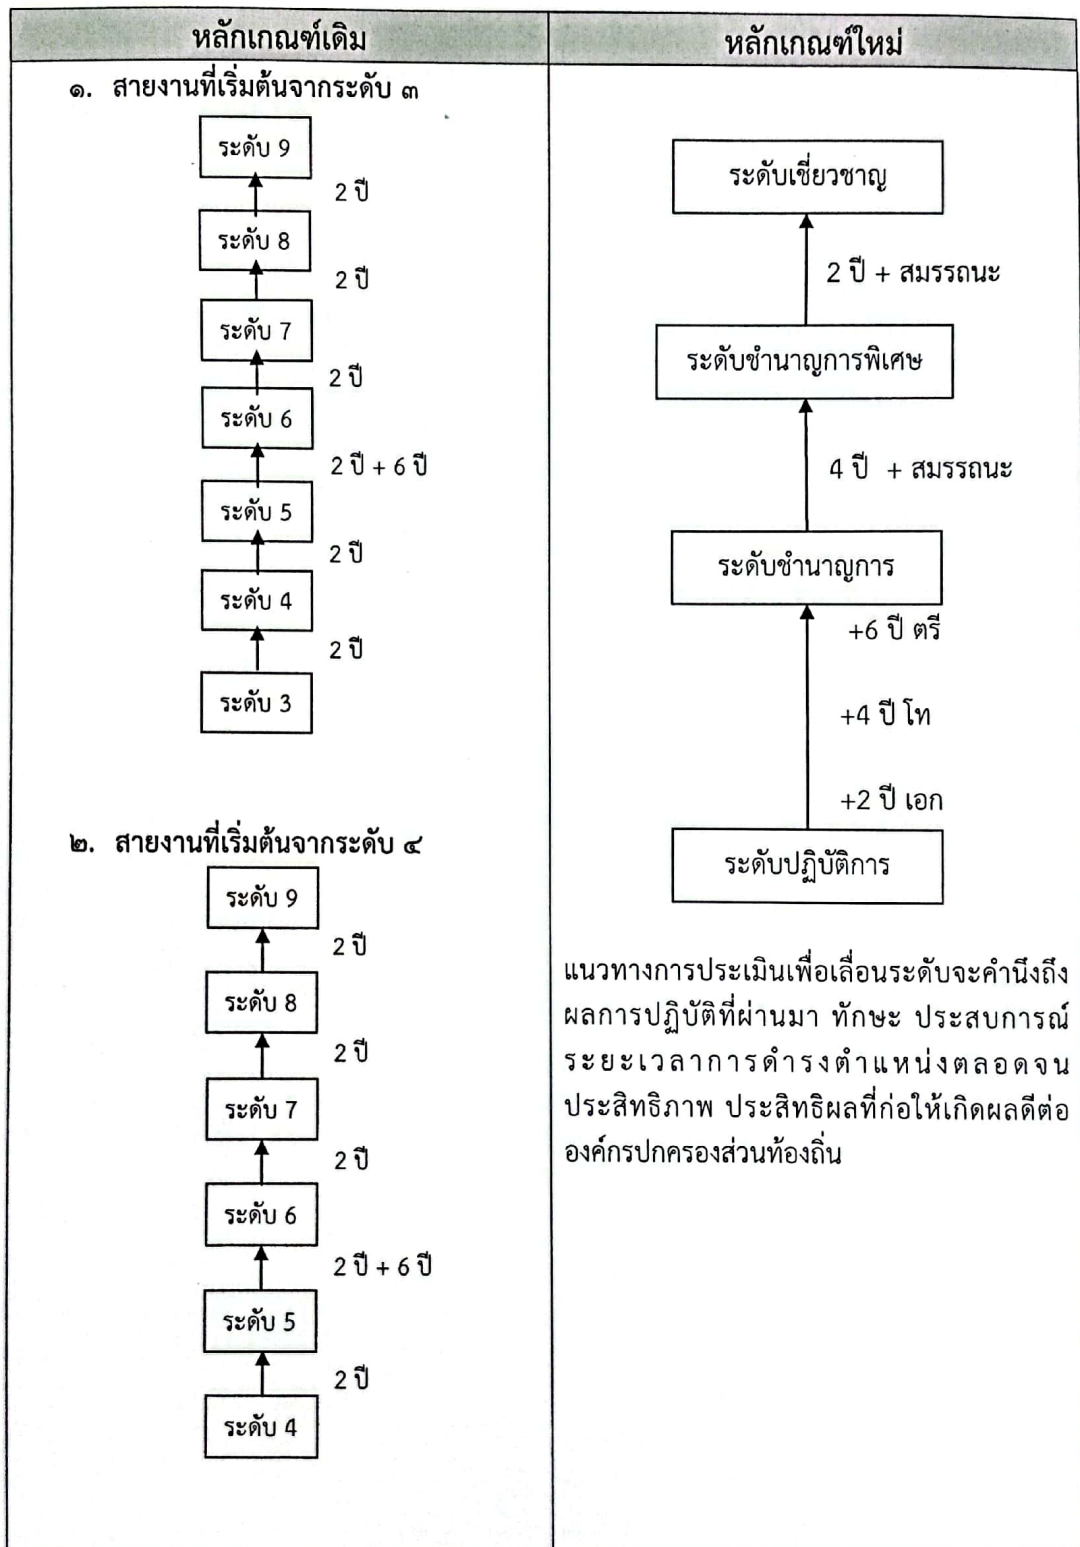 หลักเกณฑ์เดิม
๑. สายงานที่เริ่มต้นจากระดับ ๓
ระดับ 9
2 ปี
ระดับ 8
2 ปี
ระดับ 7
2 ปี
ระดับ 6
2 ปี + 6 ปี
ระดับ 5
2 ปี
ระดับ 4
2 ปี
ระดับ 3
๒. สายงานที่เริ่มต้นจากระดับ ๔
ระดับ 9
2 ปี
ระดับ 8
2 ปี
ระดับ 7
2 ปี
ระดับ 6
2 ปี + 6 ปี
ระดับ 5
2 ปี
ระดับ 4
หลักเกณฑ์ใหม่
ระดับเชี่ยวชาญ
2 ปี + สมรรถนะ
ระดับชำนาญการพิเศษ
4 ปี + สมรรถนะ
ระดับชำนาญการ
+6 ปี ตรี
+4 ปี โท
+2 ปี เอก
ระดับปฏิบัติการ
แนวทางการประเมินเพื่อเลื่อนระดับจะคำนึงถึง
ผลการปฏิบัติที่ผ่านมา ทักษะ ประสบการณ์
ระยะเวลาการดำรงตำแหน่งตลอดจน
ประสิทธิภาพ ประสิทธิผลที่ก่อให้เกิดผลดีต่อ
องค์กรปกครองส่วนท้องถิ่น